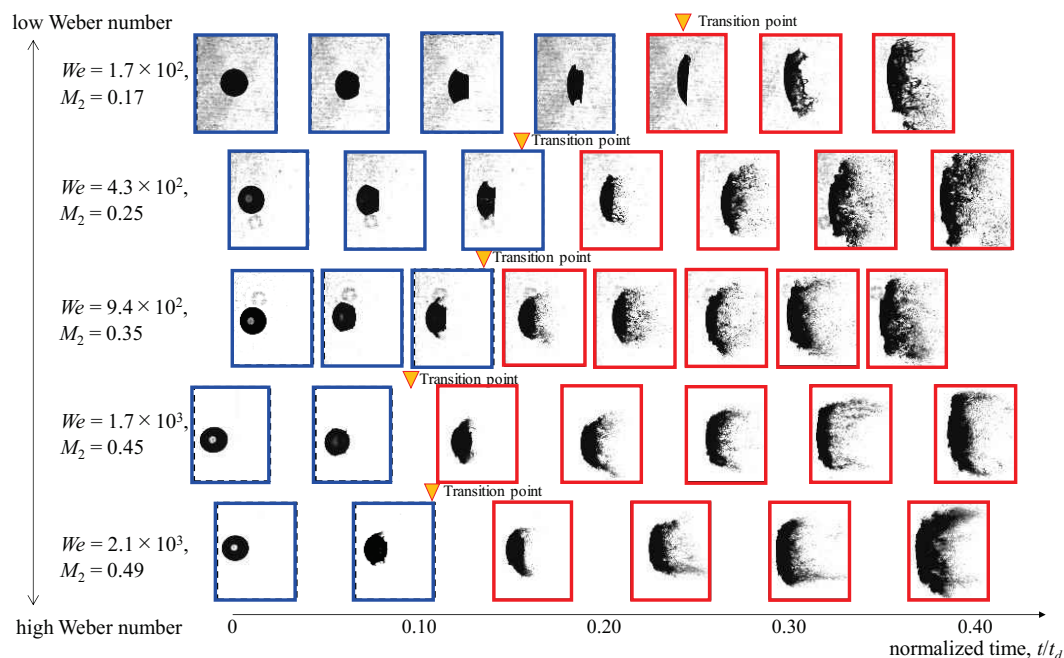 low Weber number
Transition point
We = 1.7 × 10², 
M₂ = 0.17
Transition point
We = 4.3 × 10²,
M₂ = 0.25
Transition point
We = 9.4 × 10²,
M₂ = 0.35
Transition point
We = 1.7 × 10³,
M₂ = 0.45
Transition point
We = 2.1 × 10³,
M₂ = 0.49
high Weber number
0 0.10 0.20 0.30 0.40
normalized time, t/t_d